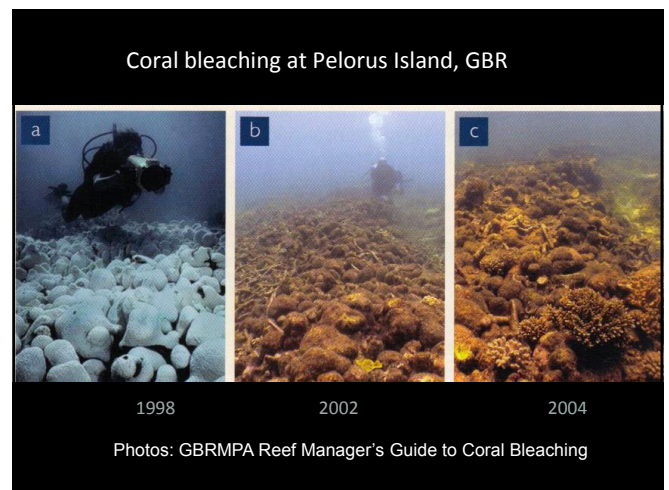 Coral bleaching at Pelorus Island, GBR
a
b
c
1998
2002
2004
Photos: GBRMPA Reef Manager's Guide to Coral Bleaching